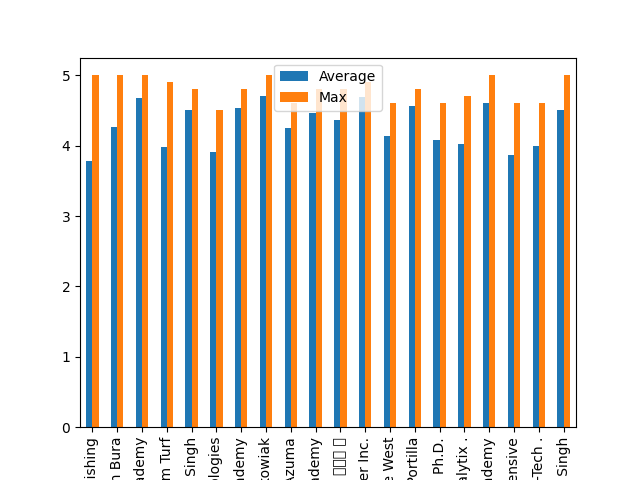 Average
Max
5
4
3
2
1
0
ishing
n Bura
ademy
m Turf
Singh
logies
ademy
kowiak
Azuma
ademy
er Inc.
e West
Portilla
Ph.D.
alytix .
ademy
ensive
-Tech .
Singh